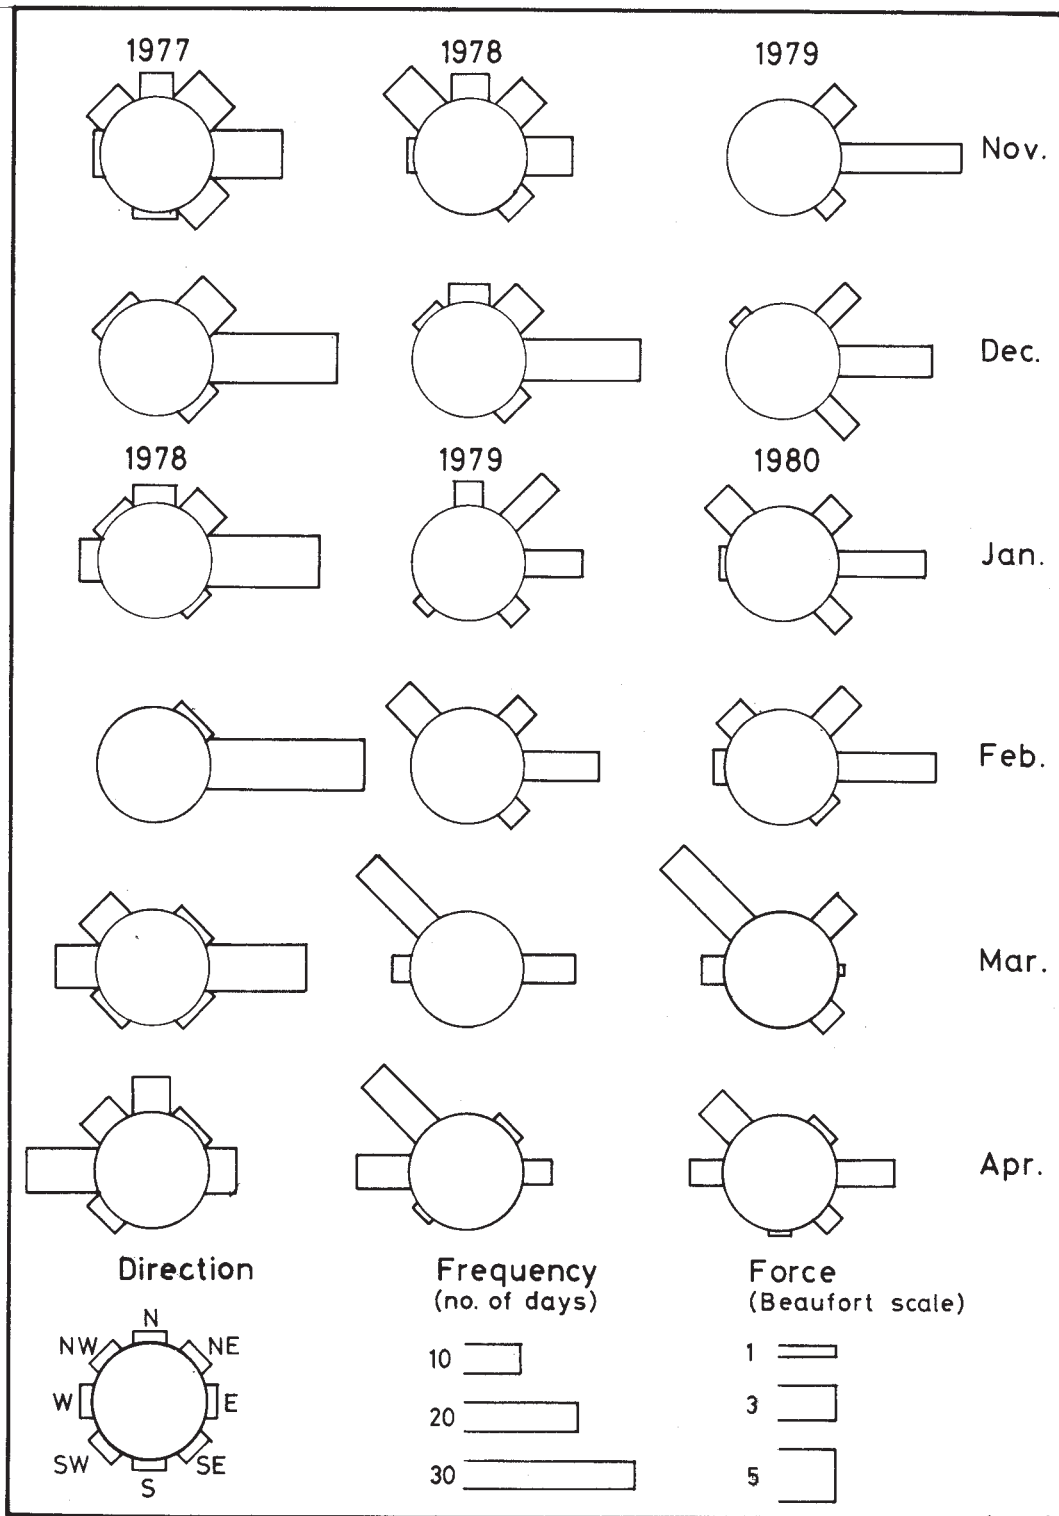 1977 1978 1979
Nov.
Dec.
1978 1979 1980
Jan.
Feb.
Mar.
Apr.
Direction Frequency Force
(no. of days) (Beaufort scale)
N
NW NE
W E
SW SE
S
10
20
30
1
3
5